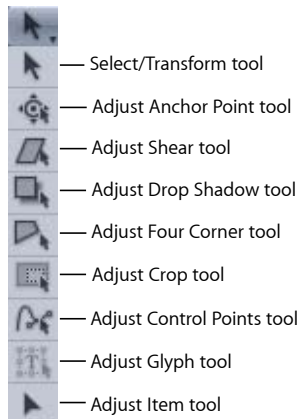 Select/Transform tool
Adjust Anchor Point tool
Adjust Shear tool
Adjust Drop Shadow tool
Adjust Four Corner tool
Adjust Crop tool
Adjust Control Points tool
T
Adjust Glyph tool
Adjust Item tool